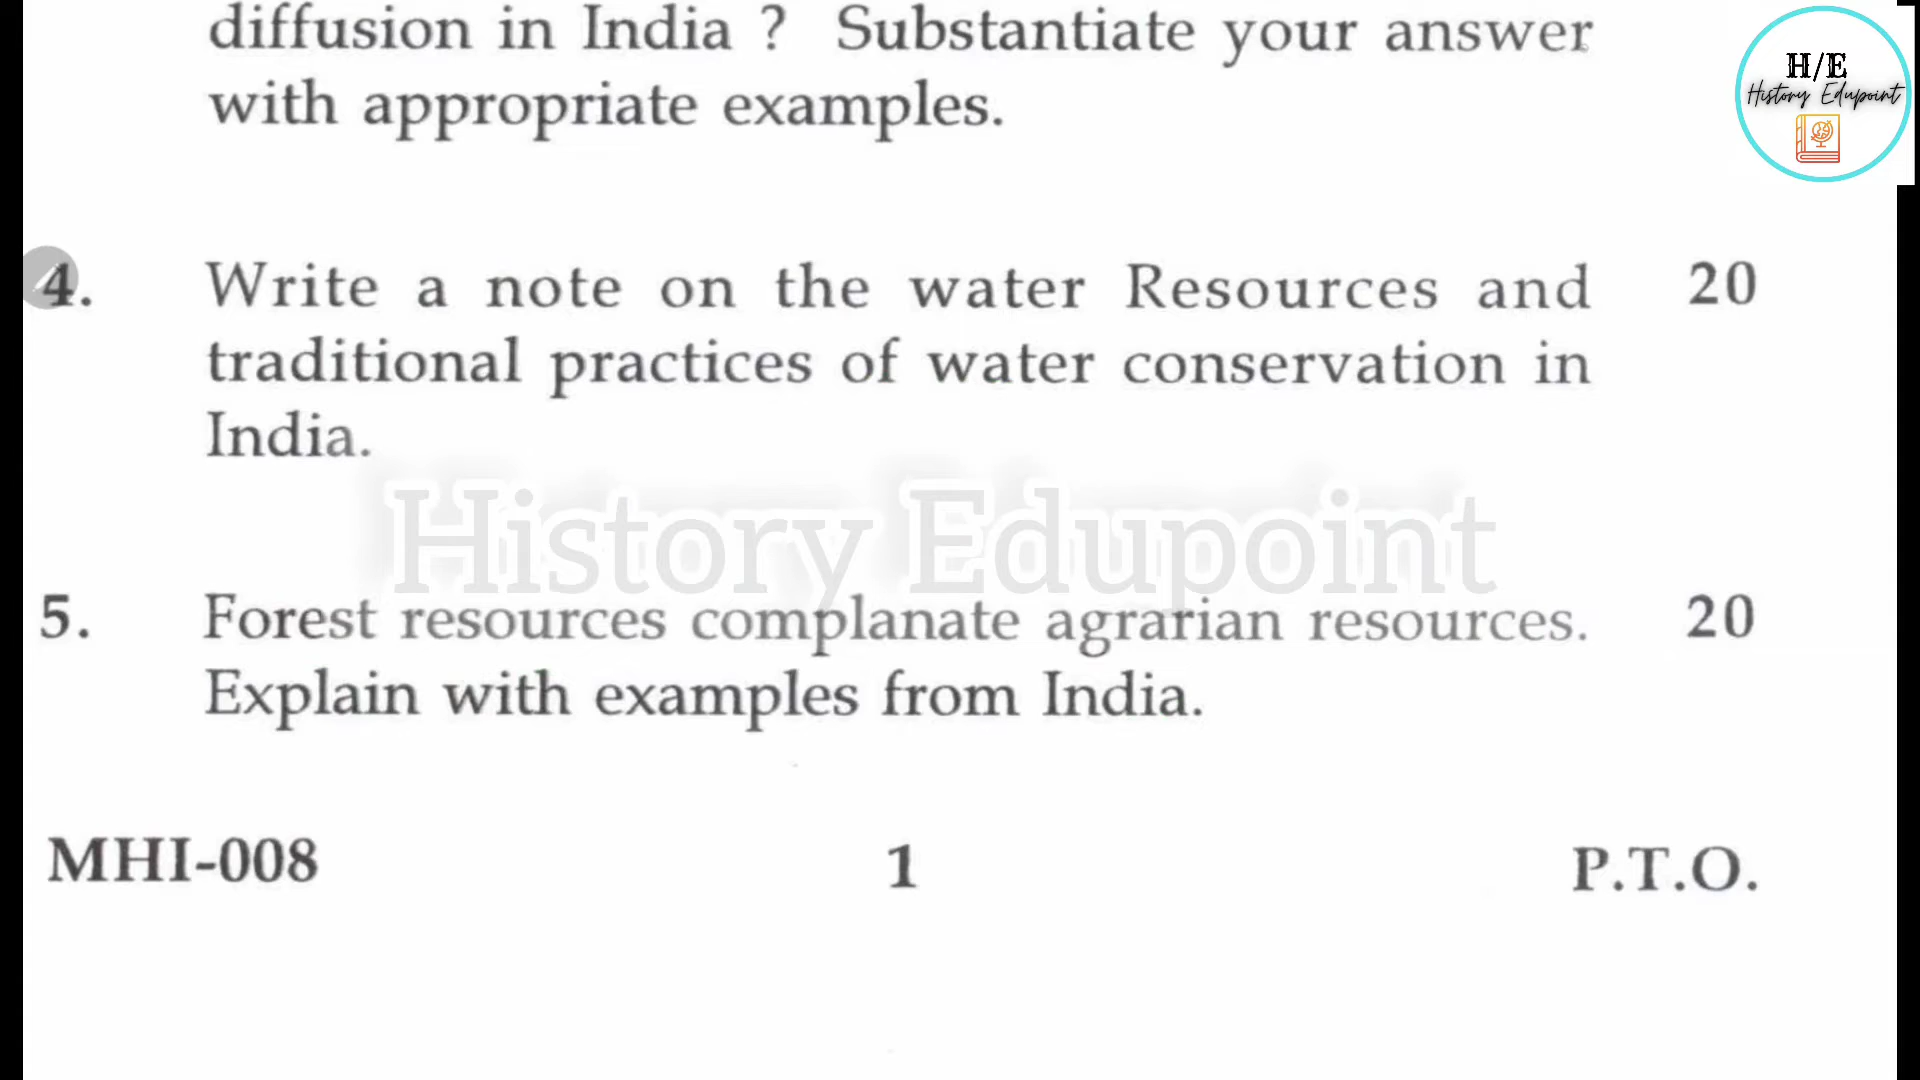 diffusion in India ? Substantiate your answer
with appropriate examples.
H/E
History Edupoint
4. Write a note on the water Resources and 20
traditional practices of water conservation in
India.
History Edupoint
5. Forest resources complanate agrarian resources. 20
Explain with examples from India.
MHI-008 1 P.T.O.